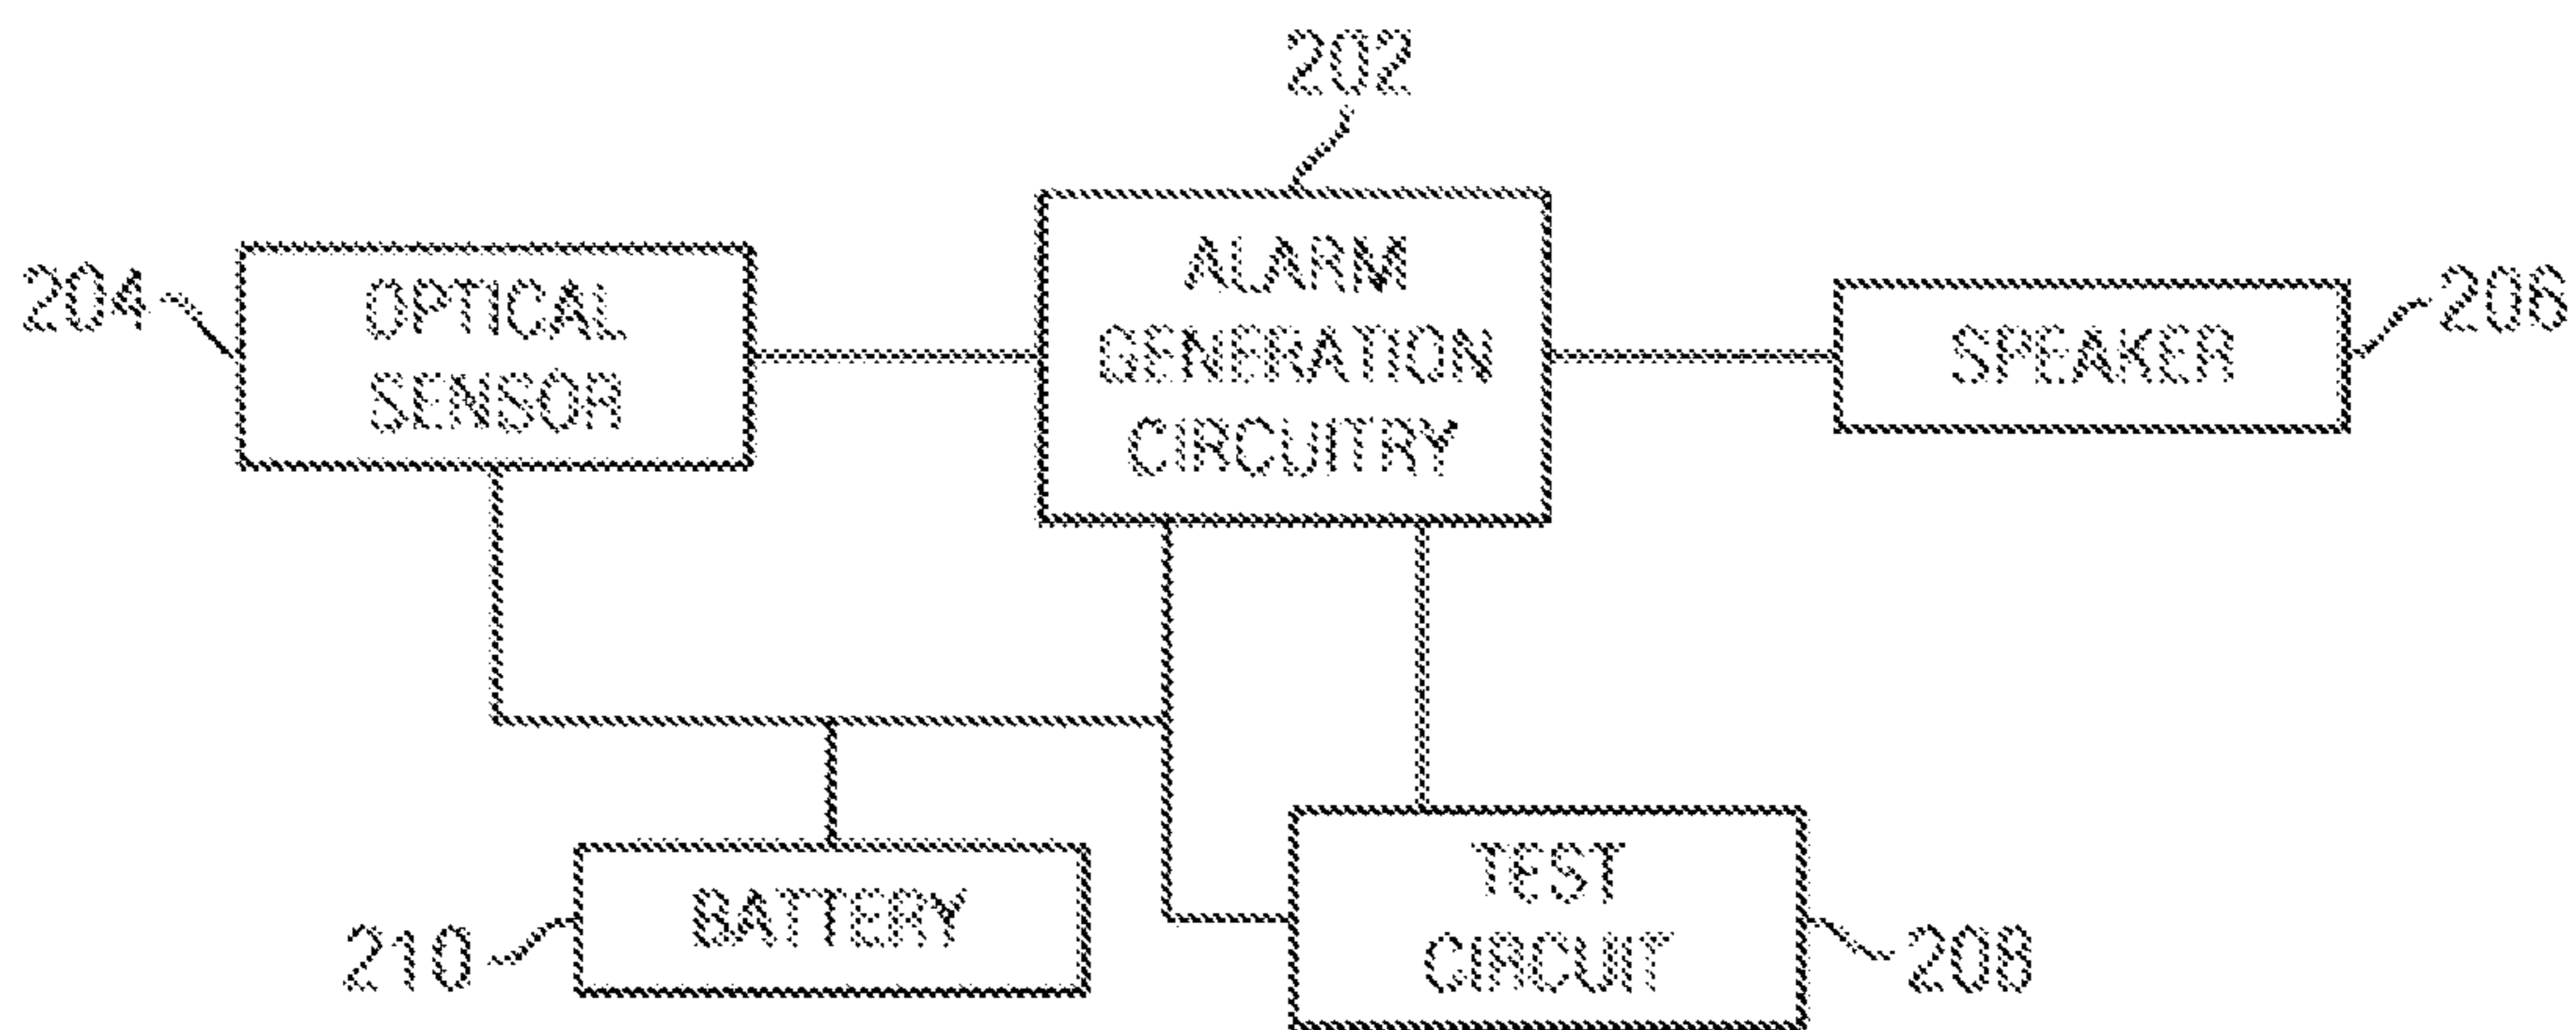 202
204
OPTICAL
SENSOR
ALARM
GENERATION
CIRCUITRY
SPEAKER
206
210
BATTERY
TEST
CIRCUIT
208